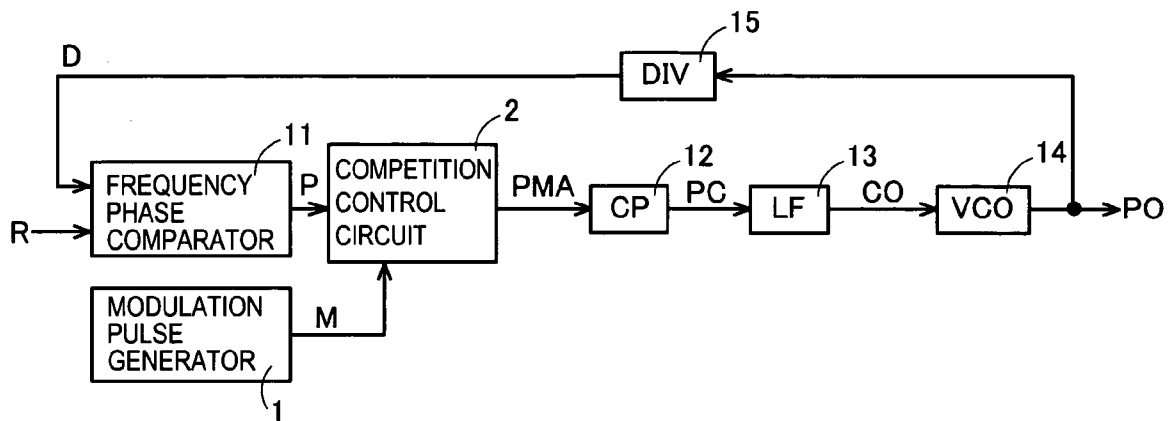 15
D
DIV
2
11
COMPETITION
CONTROL
CIRCUIT
12
13
14
FREQUENCY
PHASE
COMPARATOR
P
PMA
CP
PC
LF
CO
VCO
PO
R
MODULATION
PULSE
GENERATOR
M
1